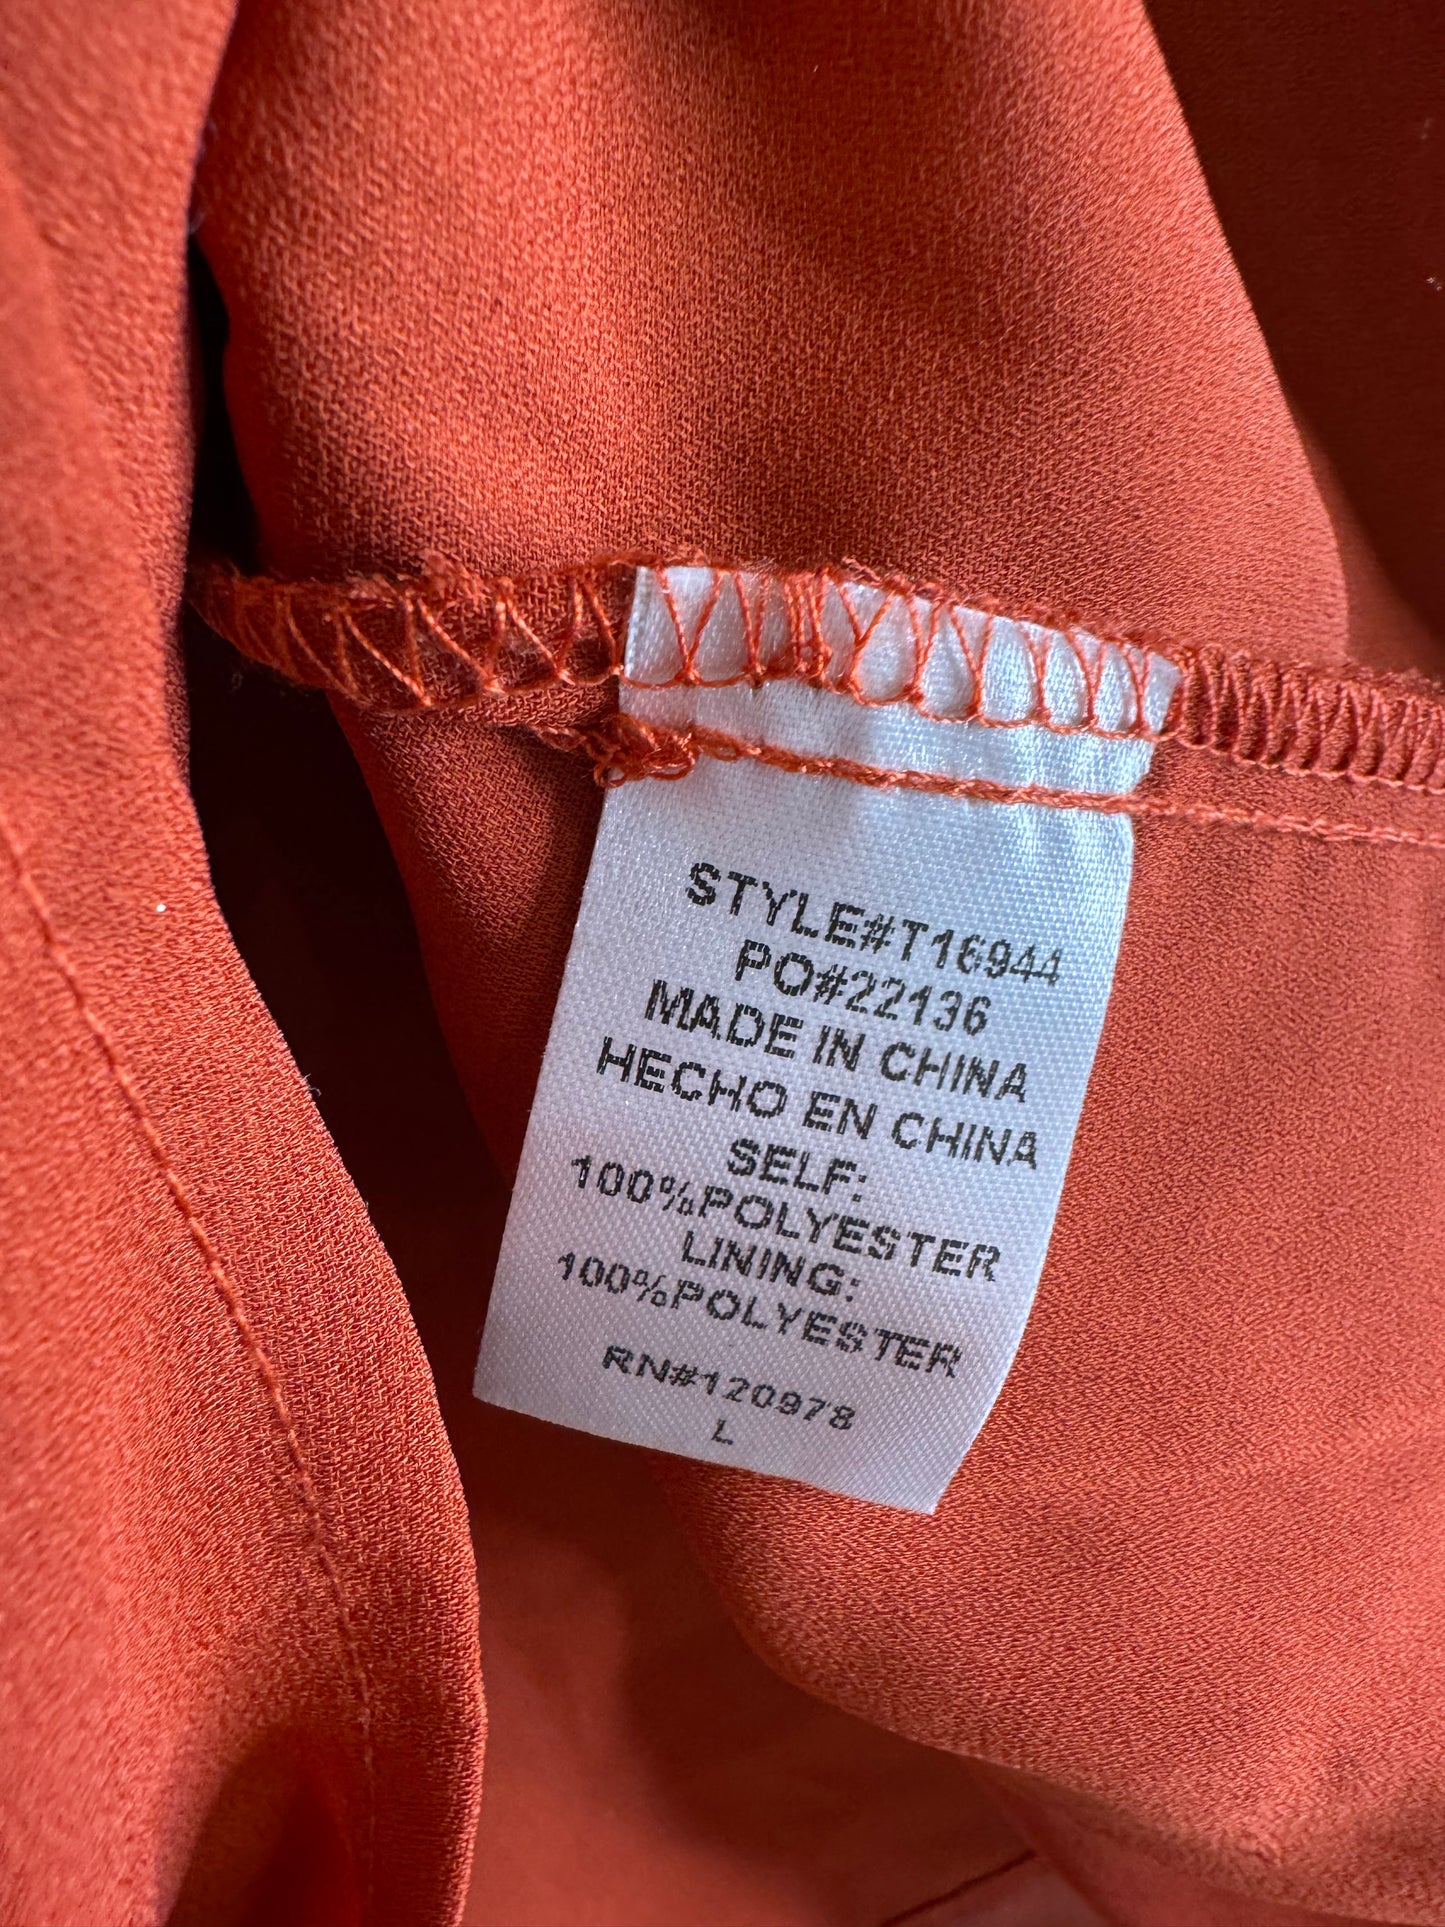 STYLE#T16944
PO#22136
MADE IN CHINA
HECHO EN CHINA
SELF:
100%POLYESTER
LINING:
100%POLYESTER
RN#120978
L